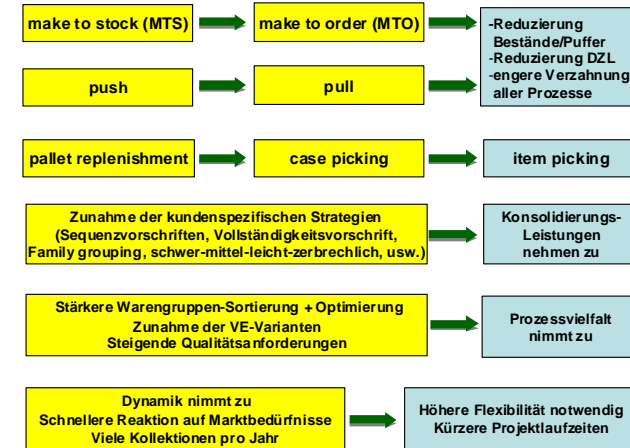 make to stock (MTS)
make to order (MTO)
-Reduzierung
Bestände/Puffer
-Reduzierung DZL
-engere Verzahnung
aller Prozesse
push
pull
pallet replenishment
case picking
item picking
Zunahme der kundenspezifischen Strategien
(Sequenzvorschriften, Vollständigkeitsvorschrift,
Family grouping, schwer-mittel-leicht-zerbrechlich, usw.)
Konsolidierungs-
Leistungen
nehmen zu
Stärkere Warengruppen-Sortierung + Optimierung
Zunahme der VE-Varianten
Steigende Qualitätsanforderungen
Prozessvielfalt
nimmt zu
Dynamik nimmt zu
Schnellere Reaktion auf Marktbedürfnisse
Viele Kollektionen pro Jahr
Höhere Flexibilität notwendig
Kürzere Projektlaufzeiten